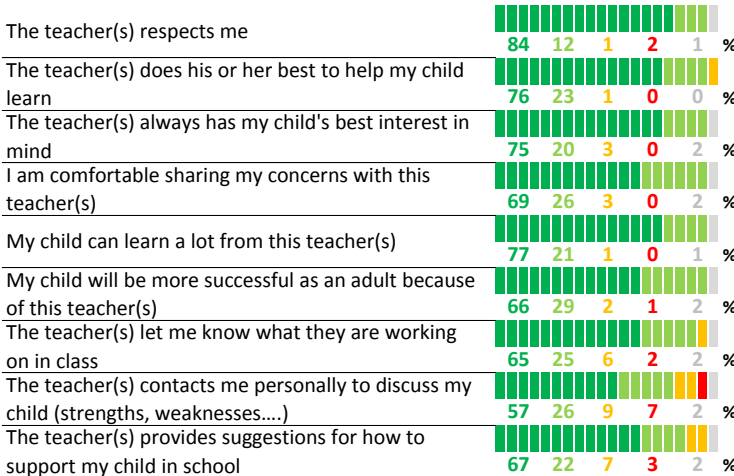 The teacher(s) respects me
84 12 1 2 1 %
The teacher(s) does his or her best to help my child
learn
76 23 1 0 0 %
The teacher(s) always has my child's best interest in
mind
75 20 3 0 2 %
I am comfortable sharing my concerns with this
teacher(s)
69 26 3 0 2 %
My child can learn a lot from this teacher(s)
77 21 1 0 1 %
My child will be more successful as an adult because
of this teacher(s)
66 29 2 1 2 %
The teacher(s) let me know what they are working
on in class
65 25 6 2 2 %
The teacher(s) contacts me personally to discuss my
child (strengths, weaknesses....)
57 26 9 7 2 %
The teacher(s) provides suggestions for how to
support my child in school
67 22 7 3 2 %